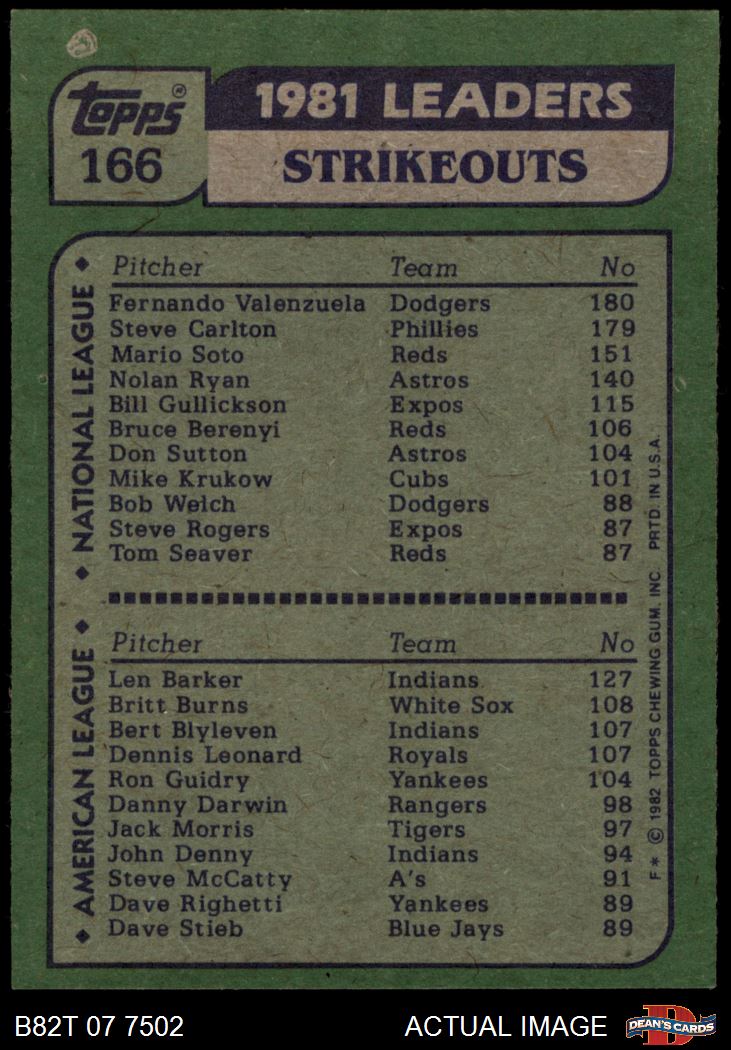 Topps®
166
1981 LEADERS
STRIKEOUTS
NATIONAL LEAGUE
Pitcher Team No
Fernando Valenzuela Dodgers 180
Steve Carlton Phillies 179
Mario Soto Reds 151
Nolan Ryan Astros 140
Bill Gullickson Expos 115
Bruce Berenyi Reds 106
Don Sutton Astros 104
Mike Krukow Cubs 101
Bob Welch Dodgers 88
Steve Rogers Expos 87
Tom Seaver Reds 87
AMERICAN LEAGUE
Pitcher Team No
Len Barker Indians 127
Britt Burns White Sox 108
Bert Blyleven Indians 107
Dennis Leonard Royals 107
Ron Guidry Yankees 104
Danny Darwin Rangers 98
Jack Morris Tigers 97
John Denny Indians 94
Steve McCatty A's 91
Dave Righetti Yankees 89
Dave Stieb Blue Jays 89
F* © 1982 TOPPS CHEWING GUM. INC. PRTD. IN U.S.A.
B82T 07 7502 ACTUAL IMAGE
D
DEAN'S CARDS